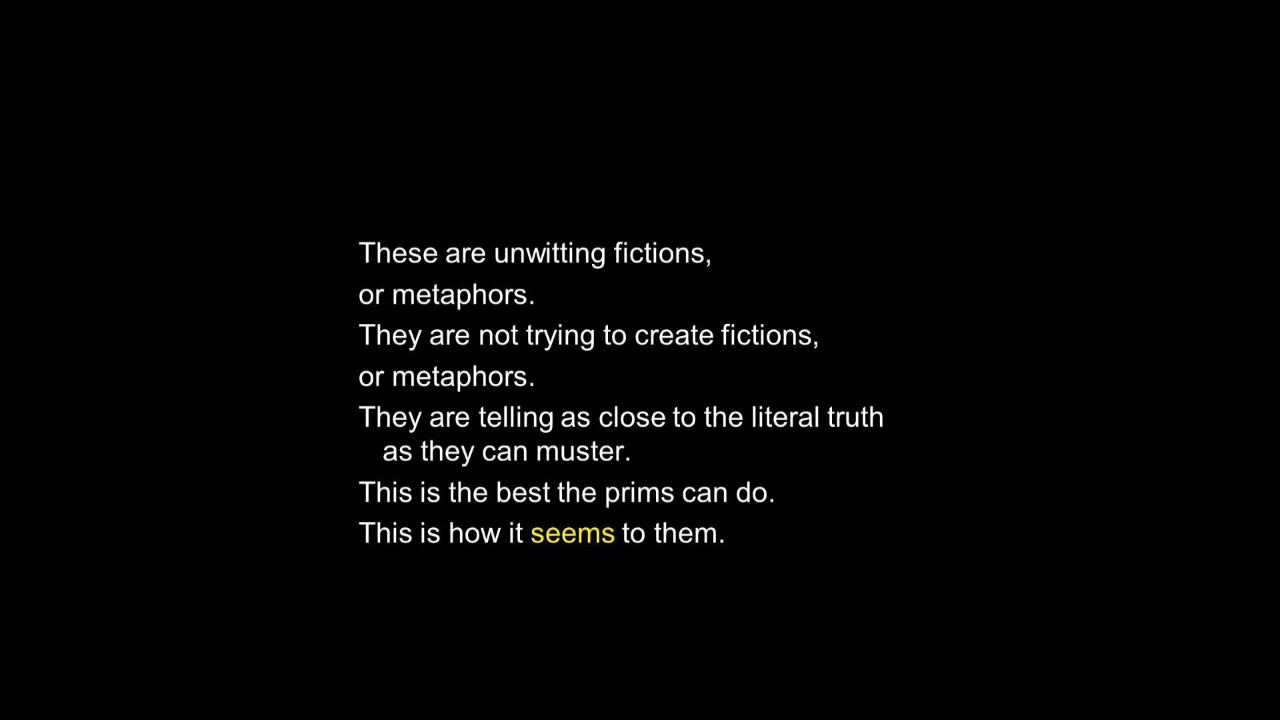 These are unwitting fictions,
or metaphors.
They are not trying to create fictions,
or metaphors.
They are telling as close to the literal truth
as they can muster.
This is the best the prims can do.
This is how it seems to them.